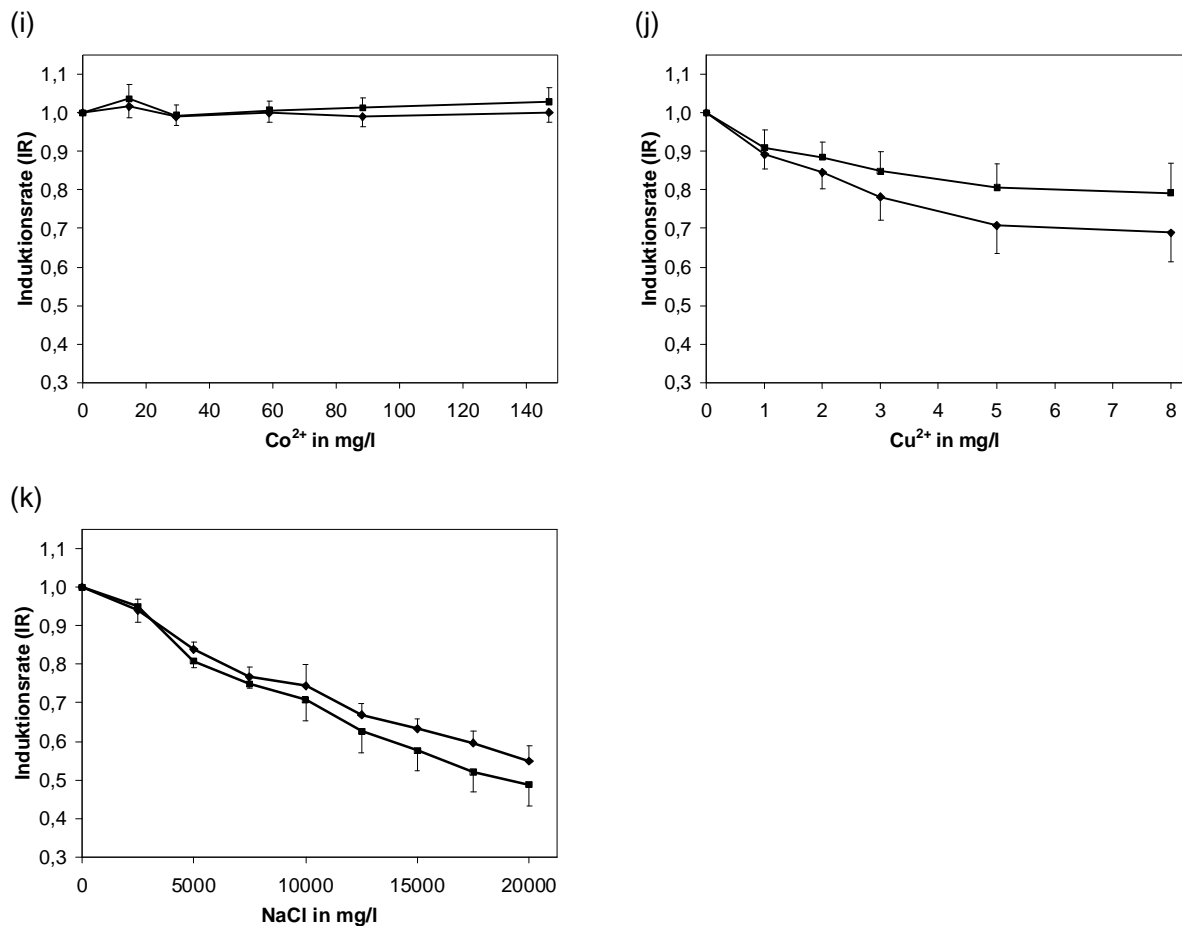 (i)
1,1
1,0
0,9
0,8
0,7
0,6
0,5
0,4
0,3
Induktionsrate (IR)
0 20 40 60 80 100 120 140
Co²⁺ in mg/l
(j)
1,1
1,0
0,9
0,8
0,7
0,6
0,5
0,4
0,3
Induktionsrate (IR)
0 1 2 3 4 5 6 7 8
Cu²⁺ in mg/l
(k)
1,1
1,0
0,9
0,8
0,7
0,6
0,5
0,4
0,3
Induktionsrate (IR)
0 5000 10000 15000 20000
NaCl in mg/l